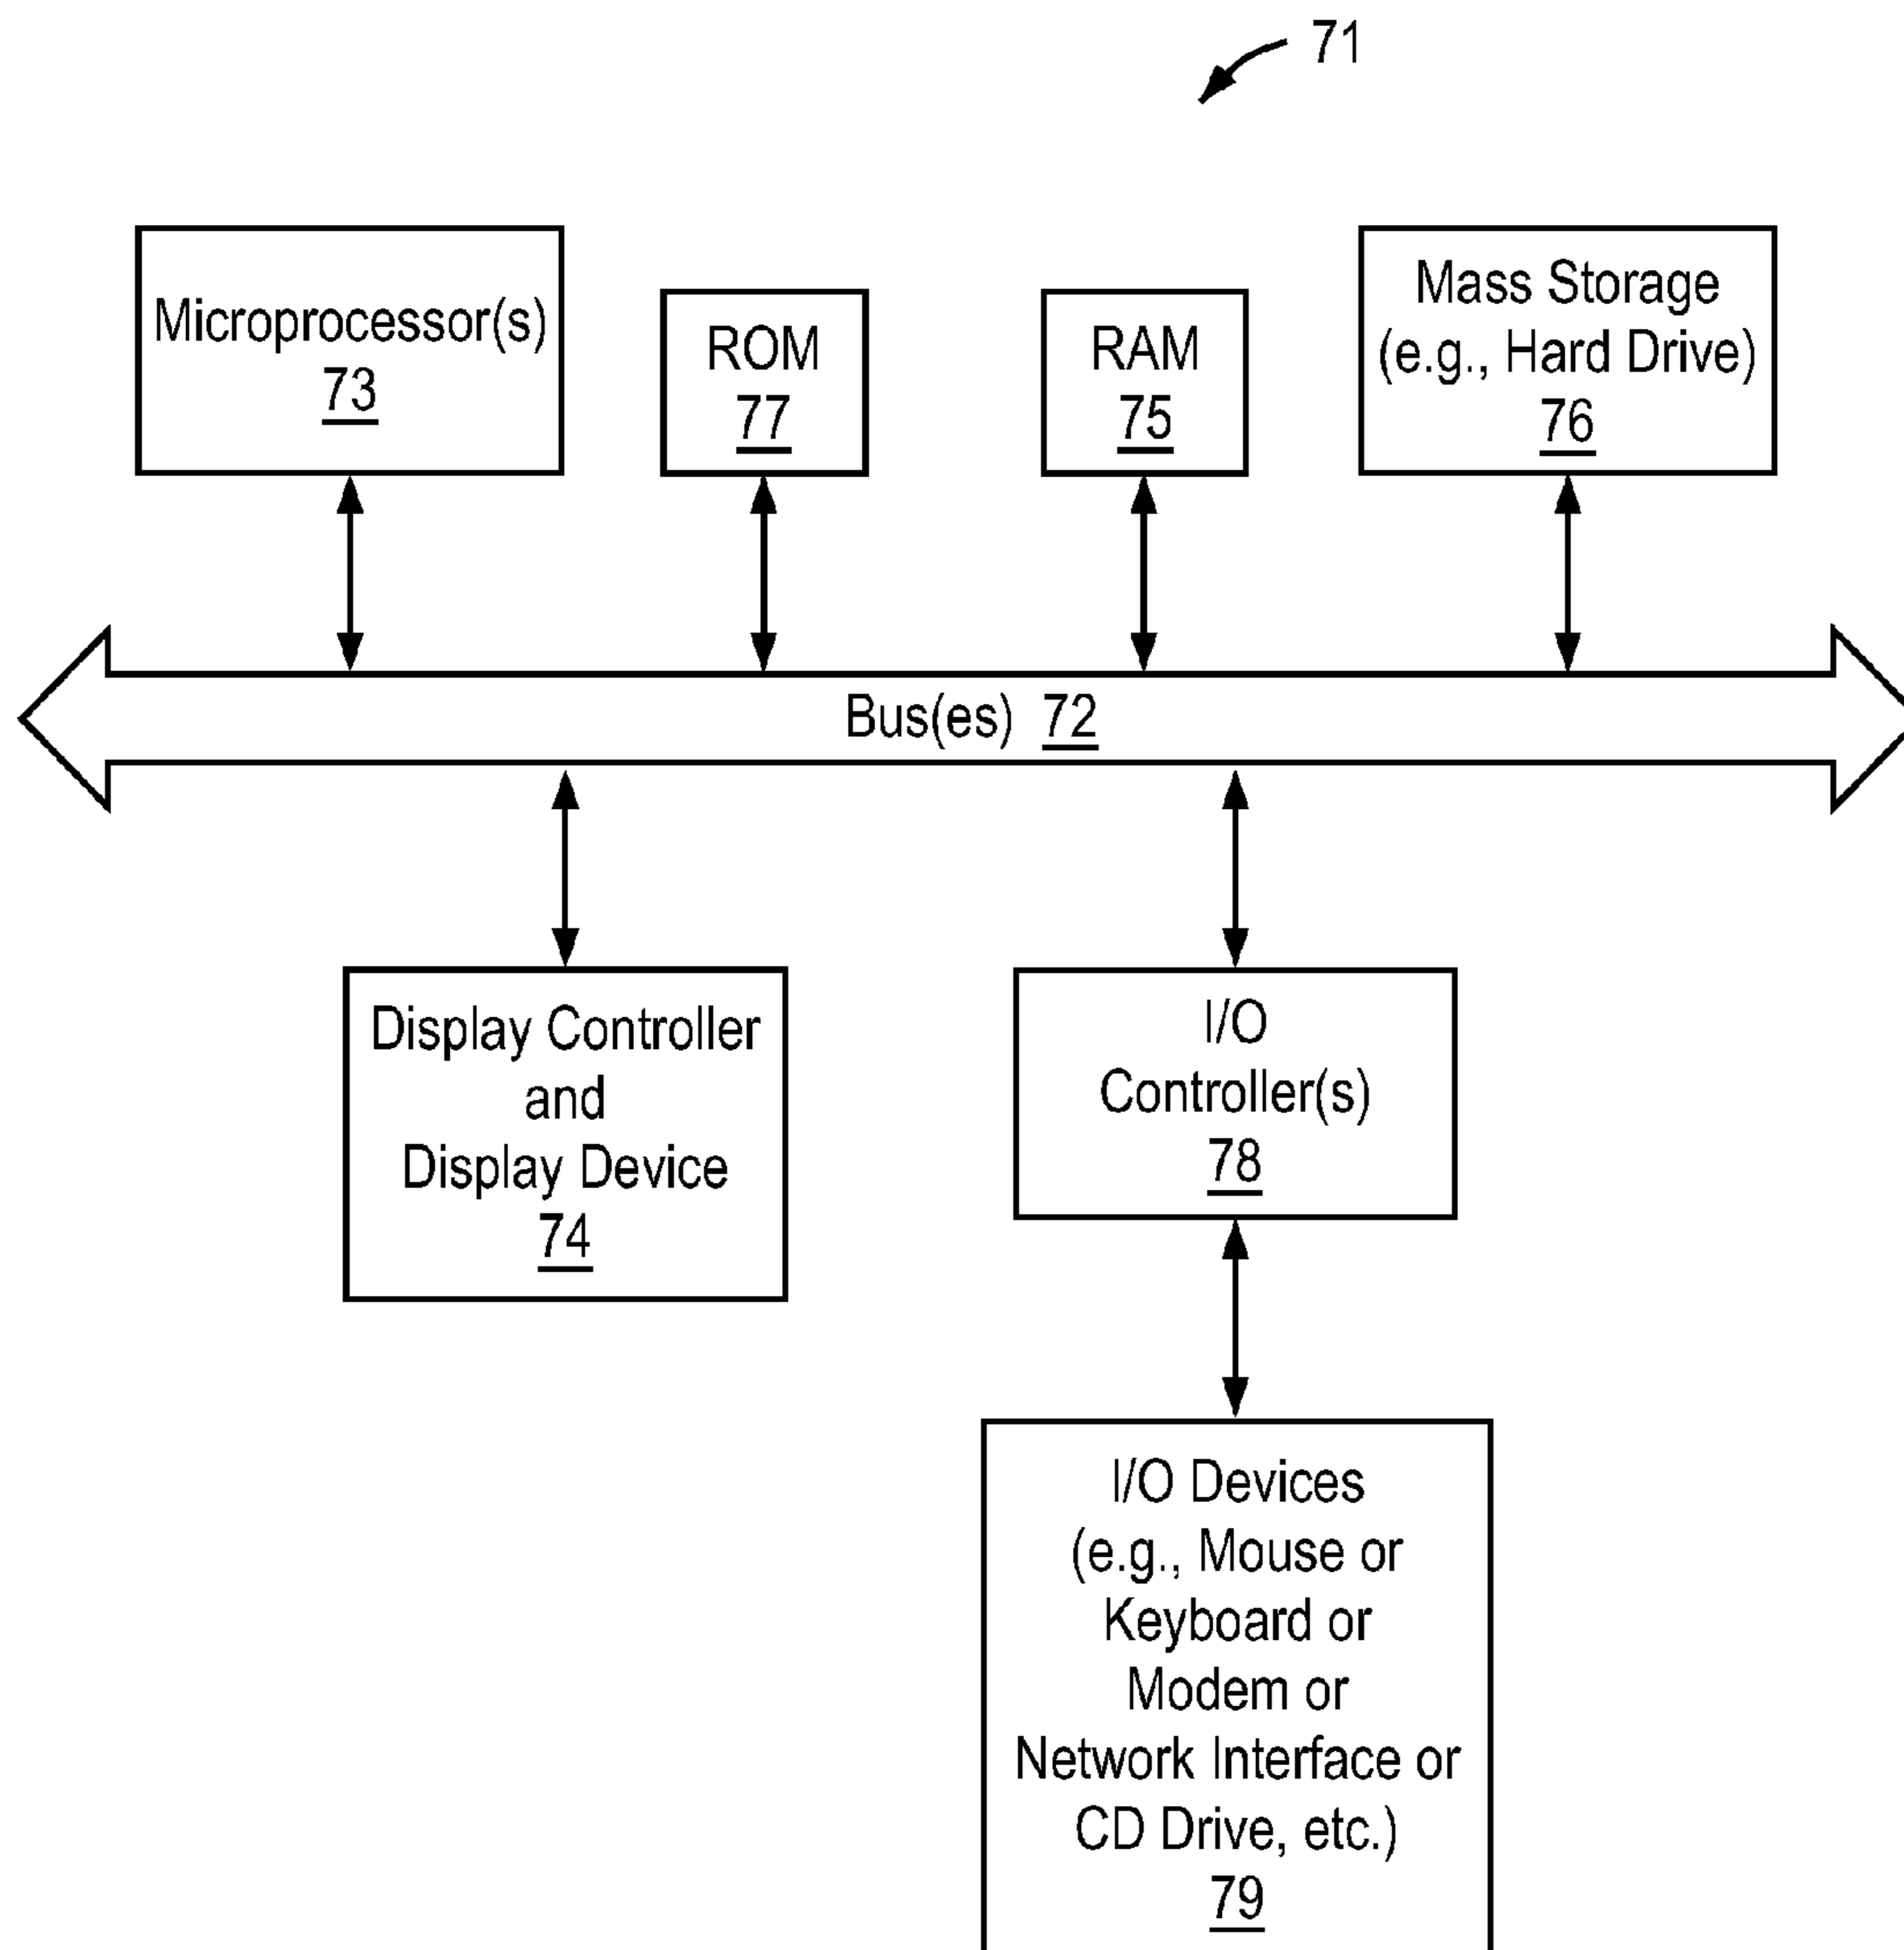 71
Microprocessor(s)
73
ROM
77
RAM
75
Mass Storage
(e.g., Hard Drive)
76
Bus(es) 72
Display Controller
and
Display Device
74
I/O
Controller(s)
78
I/O Devices
(e.g., Mouse or
Keyboard or
Modem or
Network Interface or
CD Drive, etc.)
79